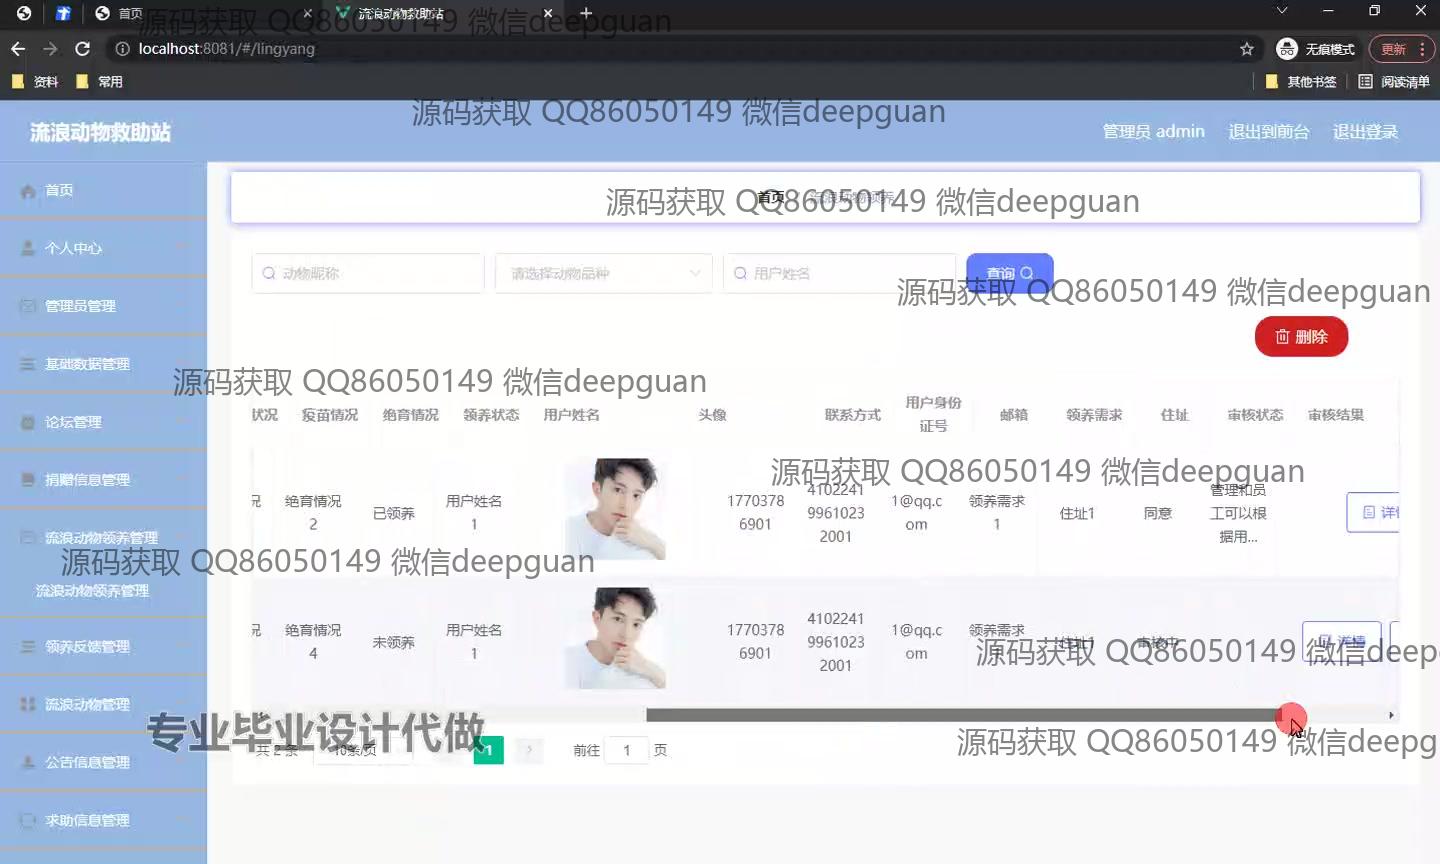 首页
流浪动物救助站
源码获取 QQ86050149 微信deepguan
localhost:8081/#/lingyang
无痕模式
更新
资料
常用
其他书签
阅读清单
源码获取 QQ86050149 微信deepguan
流浪动物救助站
管理员 admin
退出到前台
退出登录
首页
首页
流浪动物领养
源码获取 QQ86050149 微信deepguan
个人中心
动物昵称
请选择动物品种
用户姓名
查询
源码获取 QQ86050149 微信deepguan
管理员管理
删除
基础数据管理
源码获取 QQ86050149 微信deepguan
状况
疫苗情况
绝育情况
领养状态
用户姓名
头像
联系方式
用户身份
证号
邮箱
领养需求
住址
审核状态
审核结果
论坛管理
源码获取 QQ86050149 微信deepguan
捐赠信息管理
况
绝育情况
2
已领养
用户姓名
1
1770378
6901
4102241
9961023
2001
1@qq.c
om
领养需求
1
住址1
同意
管理和员
工可以根
据用...
详情
流浪动物领养管理
源码获取 QQ86050149 微信deepguan
流浪动物领养管理
况
绝育情况
4
未领养
用户姓名
1
1770378
6901
4102241
9961023
2001
1@qq.c
om
领养需求
住址1
审核中
详情
领养反馈管理
源码获取 QQ86050149 微信deep
流浪动物管理
专业毕业设计代做
共 2 条
10条/页
1
前往
1
页
源码获取 QQ86050149 微信deepg
公告信息管理
求助信息管理